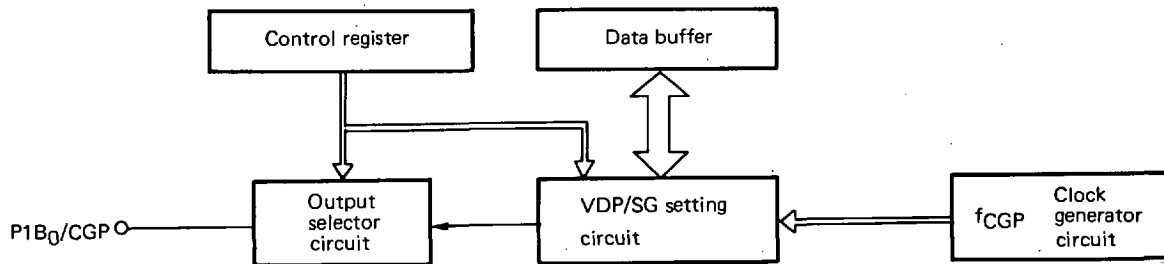 Control register
Data buffer
P1B0/CGP
Output
selector
circuit
VDP/SG setting
circuit
fCGP
Clock
generator
circuit